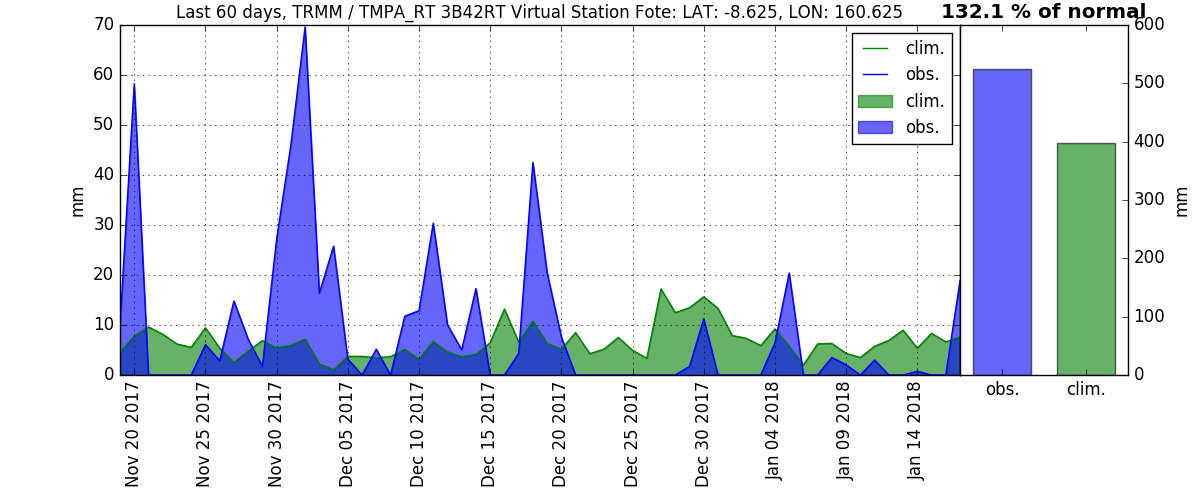 Last 60 days, TRMM / TMPA_RT 3B42RT Virtual Station Fote: LAT: -8.625, LON: 160.625
132.1 % of normal
70
60
50
40
30
20
10
0
mm
clim.
obs.
clim.
obs.
Nov 20 2017
Nov 25 2017
Nov 30 2017
Dec 05 2017
Dec 10 2017
Dec 15 2017
Dec 20 2017
Dec 25 2017
Dec 30 2017
Jan 04 2018
Jan 09 2018
Jan 14 2018
600
500
400
300
200
100
0
mm
obs.
clim.